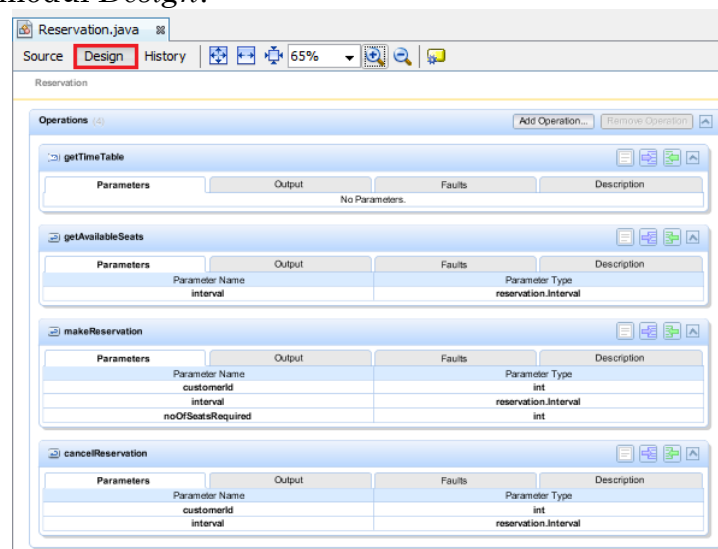 modul Design.
Reservation.java
Source Design History 65%
Reservation
Operations (4) Add Operation... Remove Operation
getTimeTable
Parameters Output Faults Description
No Parameters.
getAvailableSeats
Parameters Output Faults Description
Parameter Name Parameter Type
interval reservation.Interval
makeReservation
Parameters Output Faults Description
Parameter Name Parameter Type
customerId int
interval reservation.Interval
noOfSeatsRequired int
cancelReservation
Parameters Output Faults Description
Parameter Name Parameter Type
customerId int
interval reservation.Interval